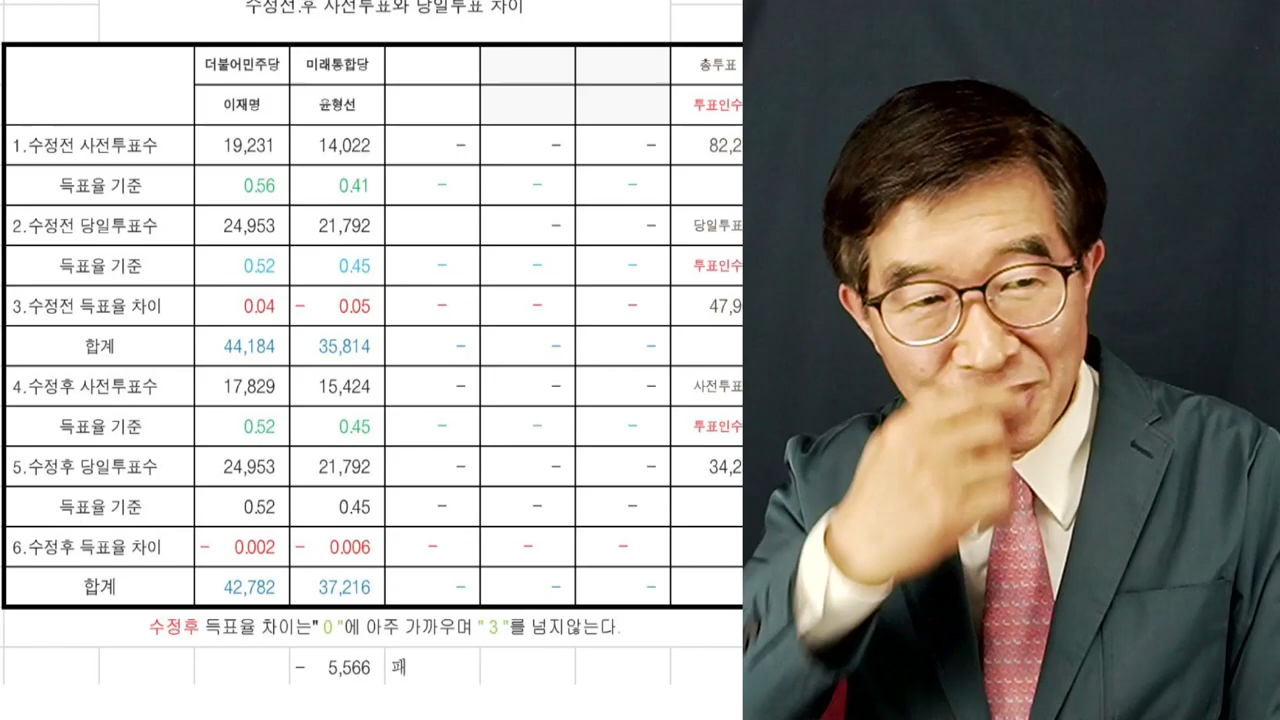 수정전.후 사전투표와 당일투표 차이
더불어민주당 미래통합당 총투표
이재명 윤형선 투표인수
1.수정전 사전투표수 19,231 14,022 – – – 82,2
득표율 기준 0.56 0.41 – – –
2.수정전 당일투표수 24,953 21,792 – – 당일투표
득표율 기준 0.52 0.45 – – – 투표인수
3.수정전 득표율 차이 0.04 – 0.05 – – – 47,9
합계 44,184 35,814 – – –
4.수정후 사전투표수 17,829 15,424 – – – 사전투표
득표율 기준 0.52 0.45 – – – 투표인수
5.수정후 당일투표수 24,953 21,792 – – – 34,2
득표율 기준 0.52 0.45 – – –
6.수정후 득표율 차이 – 0.002 – 0.006 – – –
합계 42,782 37,216 – – –
수정후 득표율 차이는" 0 "에 아주 가까우며 " 3 "를 넘지않는다.
– 5,566 패